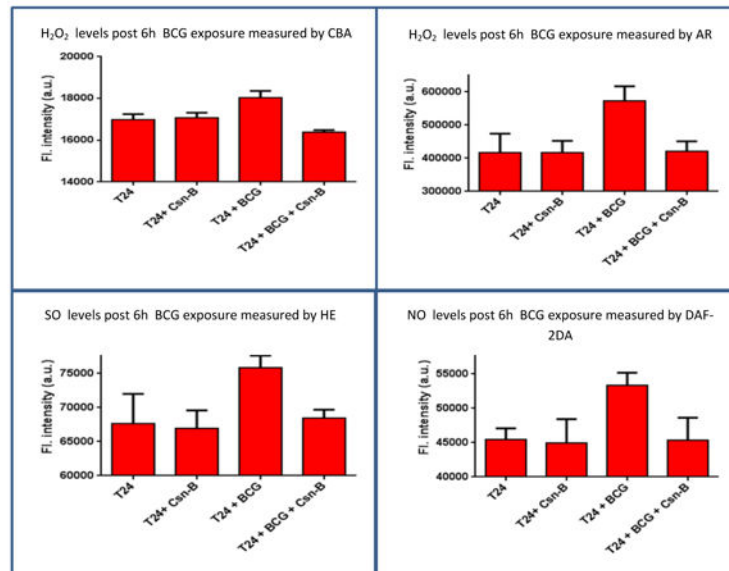 H₂O₂ levels post 6h BCG exposure measured by CBA
Fl. intensity (a.u.)
20000
18000
16000
14000
T24
T24+ Csn-B
T24 + BCG
T24 + BCG + Csn-B
H₂O₂ levels post 6h BCG exposure measured by AR
Fl. intensity (a.u.)
600000
500000
400000
300000
T24
T24+ Csn-B
T24 + BCG
T24 + BCG + Csn-B
SO levels post 6h BCG exposure measured by HE
Fl. intensity (a.u.)
75000
70000
65000
60000
T24
T24+ Csn-B
T24 + BCG
T24 + BCG + Csn-B
NO levels post 6h BCG exposure measured by DAF-
2DA
Fl. intensity (a.u.)
55000
50000
45000
40000
T24
T24+ Csn-B
T24 + BCG
T24 + BCG + Csn-B